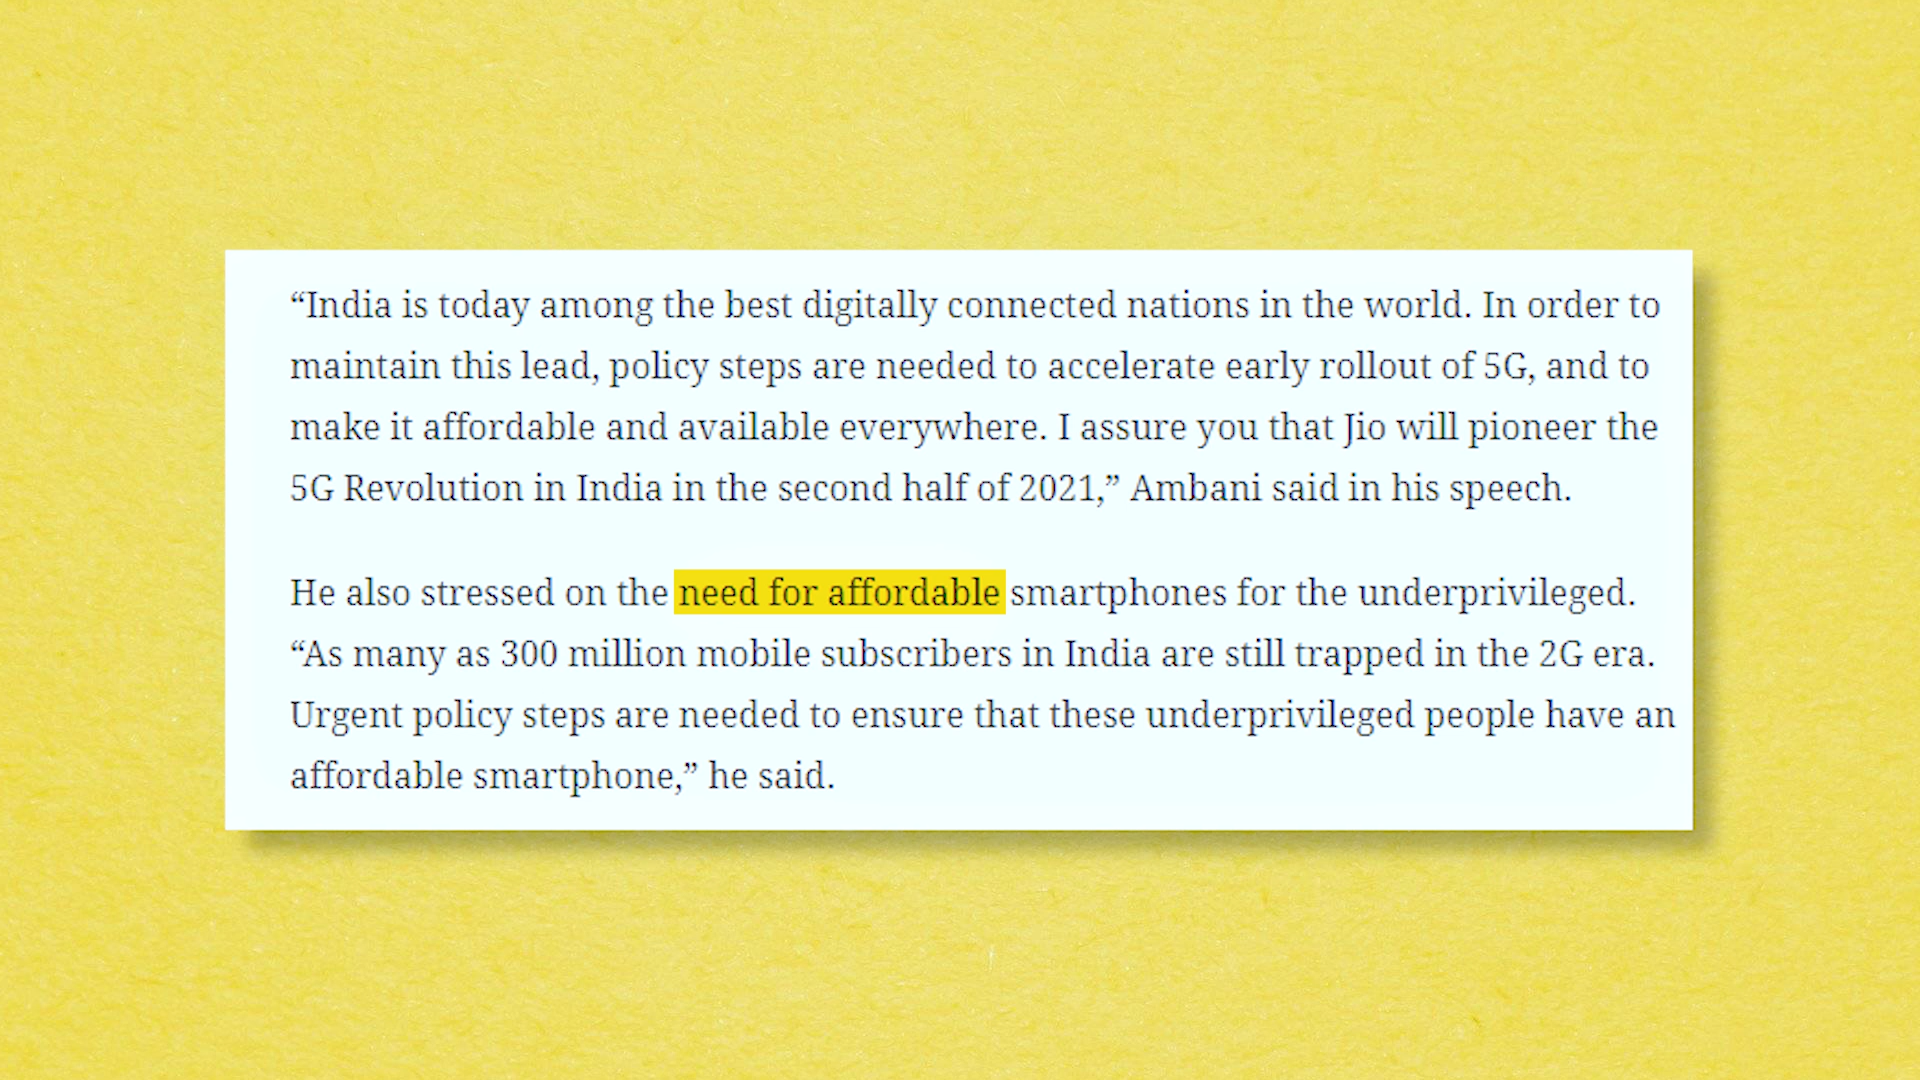 “India is today among the best digitally connected nations in the world. In order to
maintain this lead, policy steps are needed to accelerate early rollout of 5G, and to
make it affordable and available everywhere. I assure you that Jio will pioneer the
5G Revolution in India in the second half of 2021,” Ambani said in his speech.
He also stressed on the need for affordable smartphones for the underprivileged.
“As many as 300 million mobile subscribers in India are still trapped in the 2G era.
Urgent policy steps are needed to ensure that these underprivileged people have an
affordable smartphone,” he said.